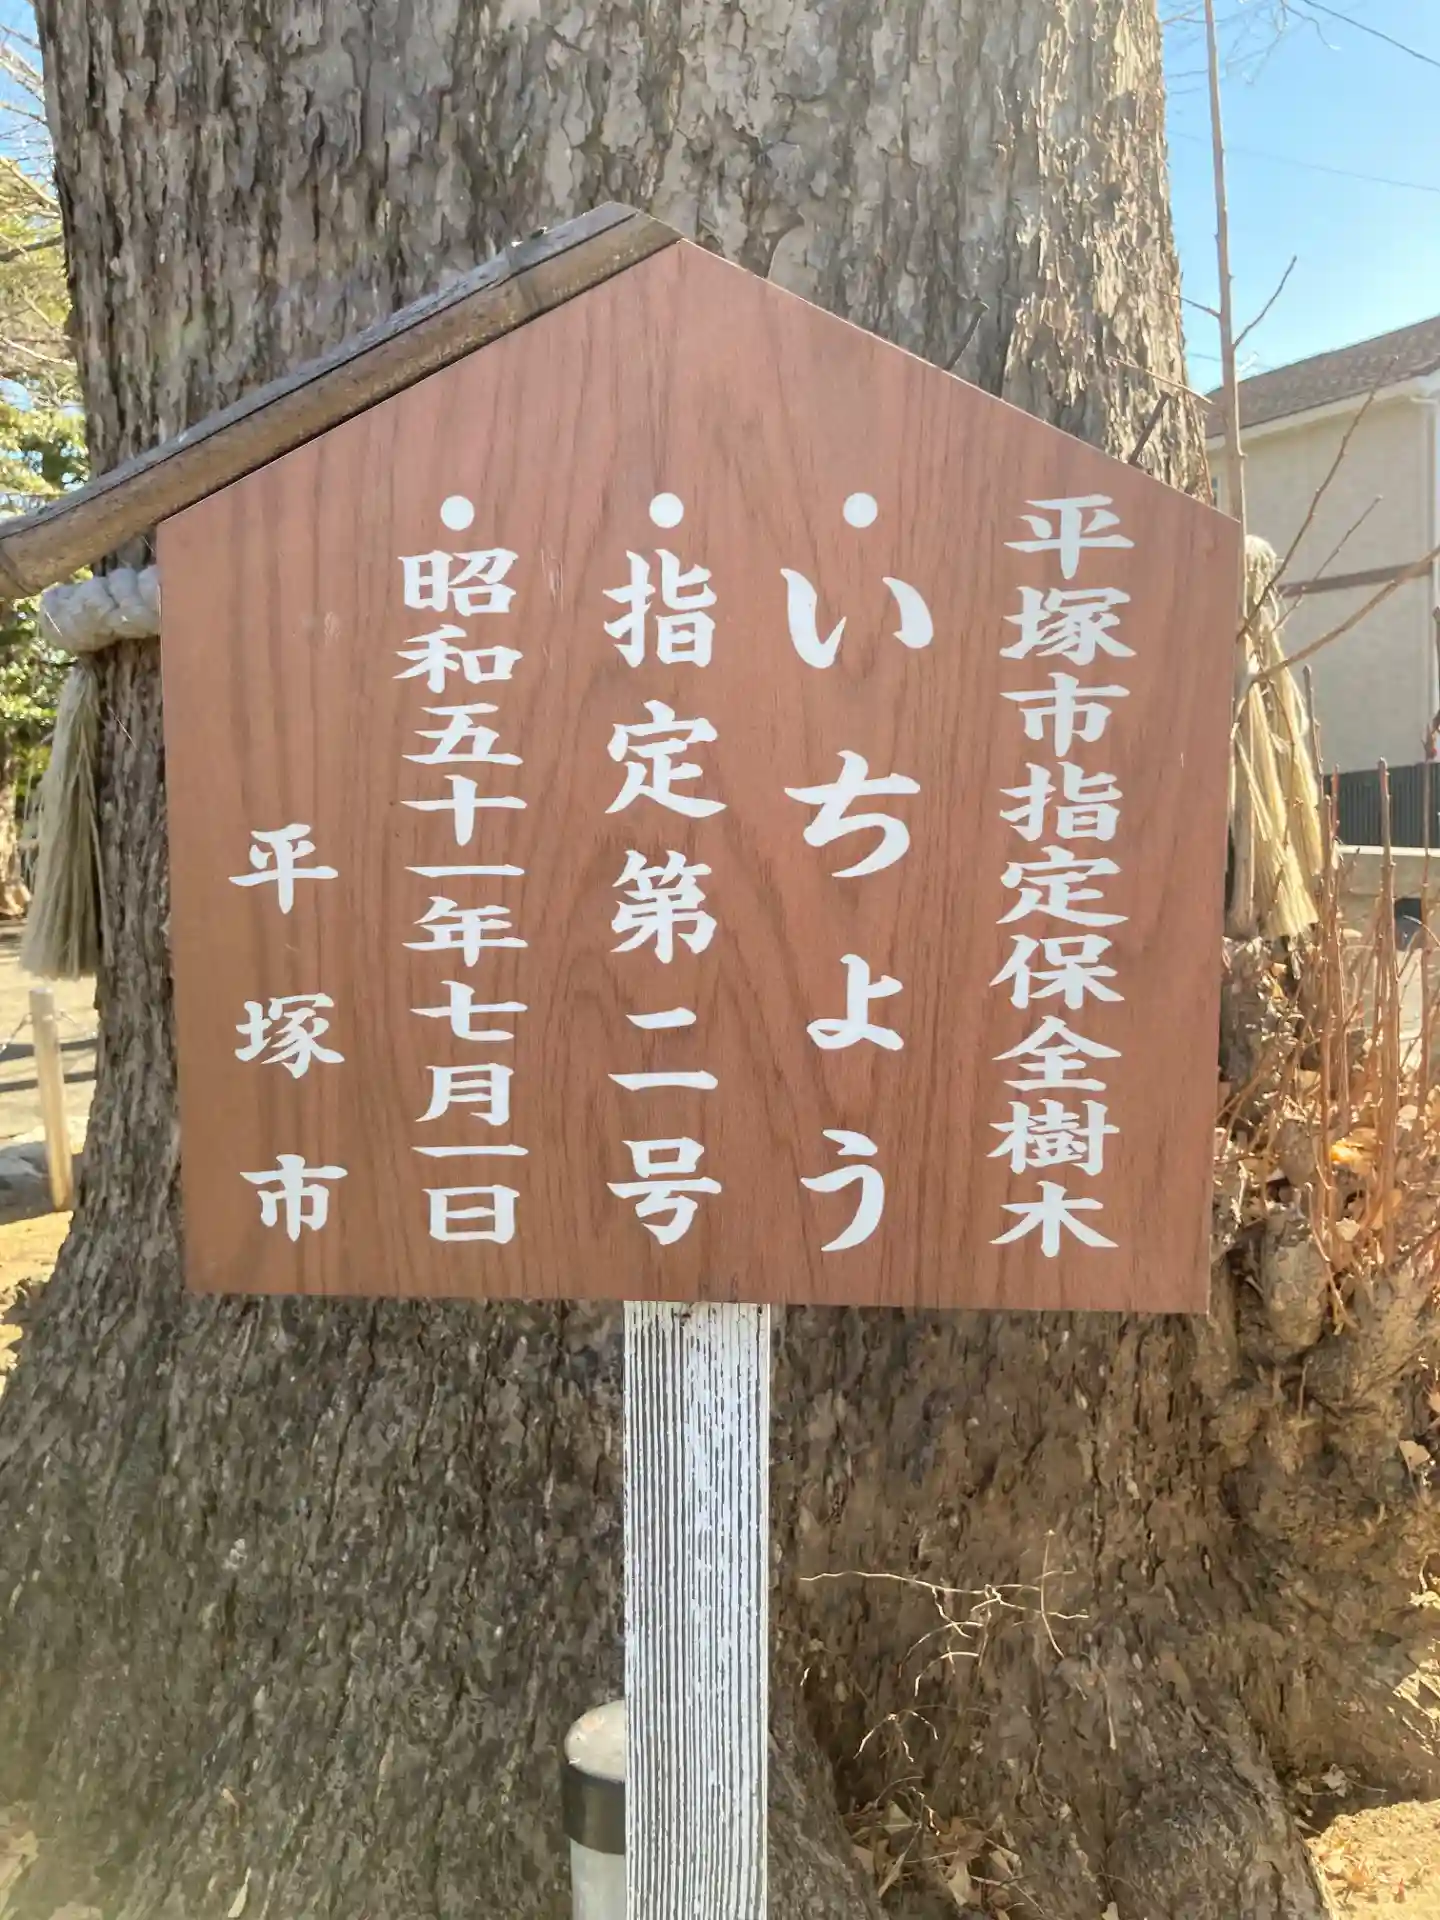 平塚市指定保全樹木
・いちょう
・指定第二号
・昭和五十一年七月一日
平塚市